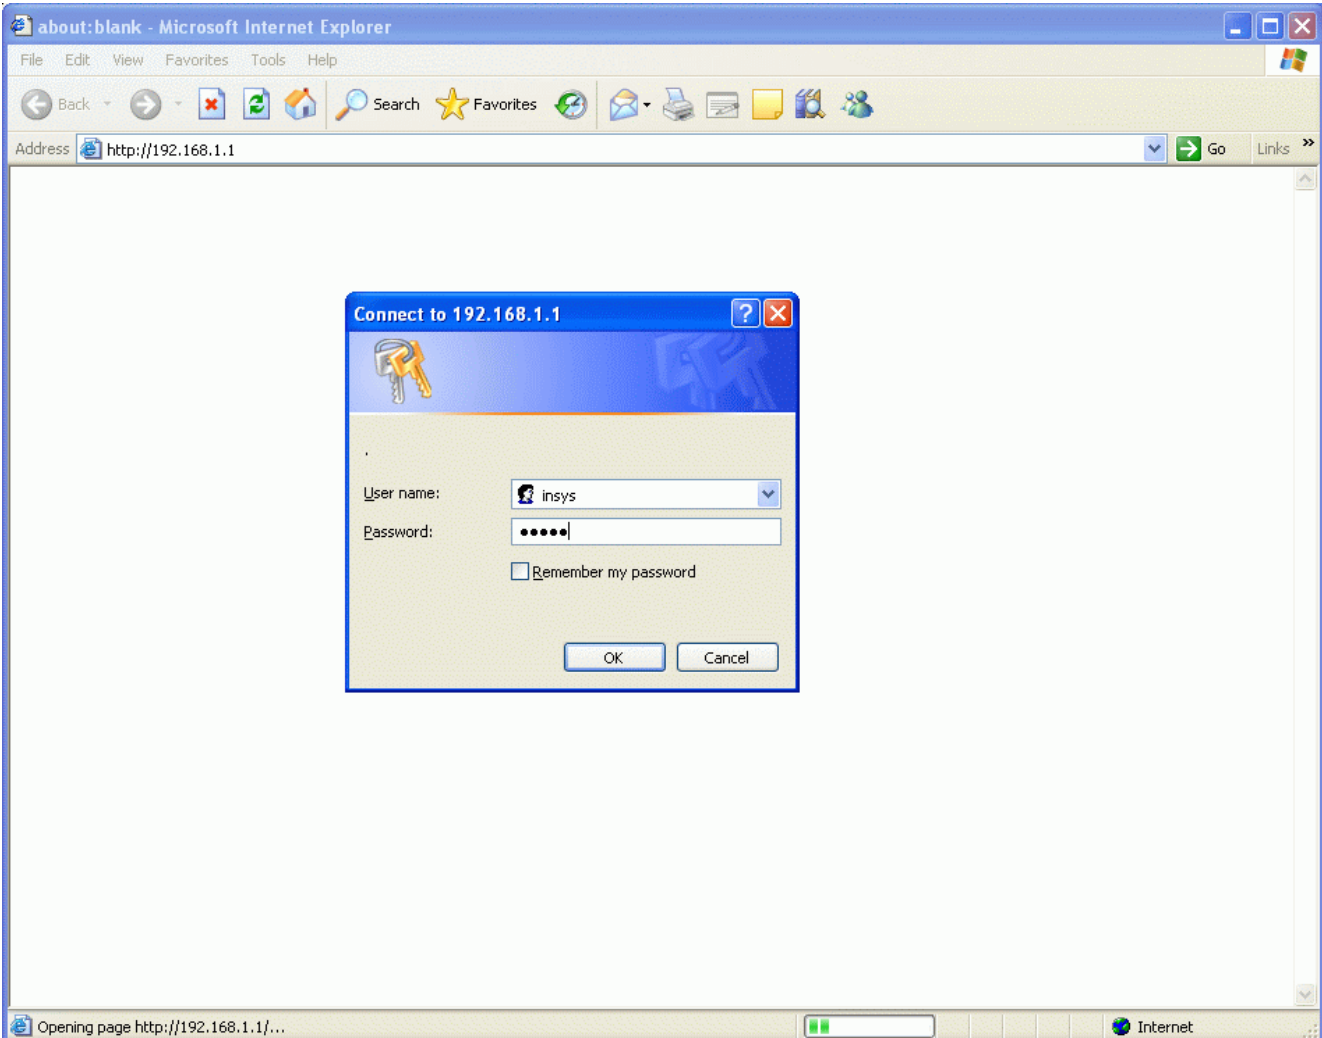 about:blank - Microsoft Internet Explorer
File Edit View Favorites Tools Help
Back Search Favorites
Address http://192.168.1.1 Go Links »
Connect to 192.168.1.1
.
User name: insys
Password: •••••
Remember my password
OK Cancel
Opening page http://192.168.1.1/... Internet